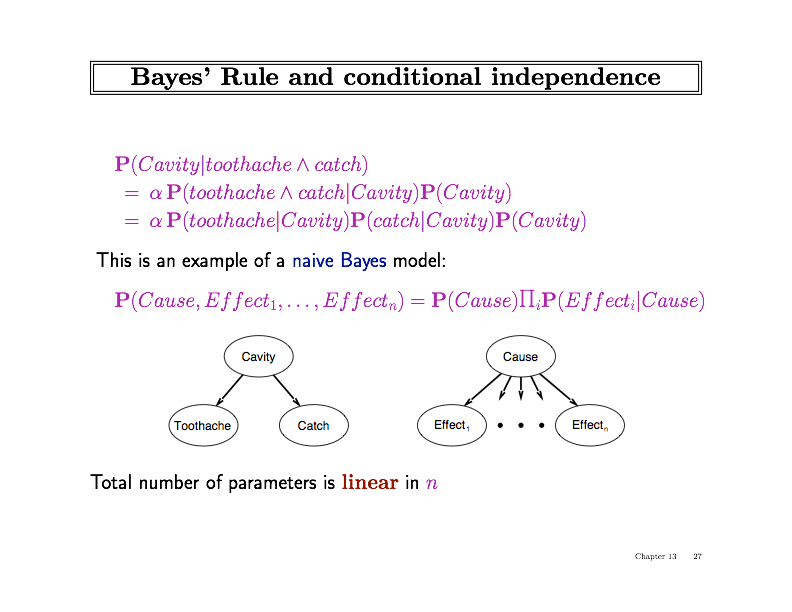 Bayes' Rule and conditional independence
P(Cavity|toothache ∧ catch)
= α P(toothache ∧ catch|Cavity)P(Cavity)
= α P(toothache|Cavity)P(catch|Cavity)P(Cavity)
This is an example of a naive Bayes model:
P(Cause, Effect₁, . . . , Effectₙ) = P(Cause)∏ᵢP(Effectᵢ|Cause)
Cavity
Cause
Toothache
Catch
Effect₁
Effectₙ
Total number of parameters is linear in n
Chapter 13 27